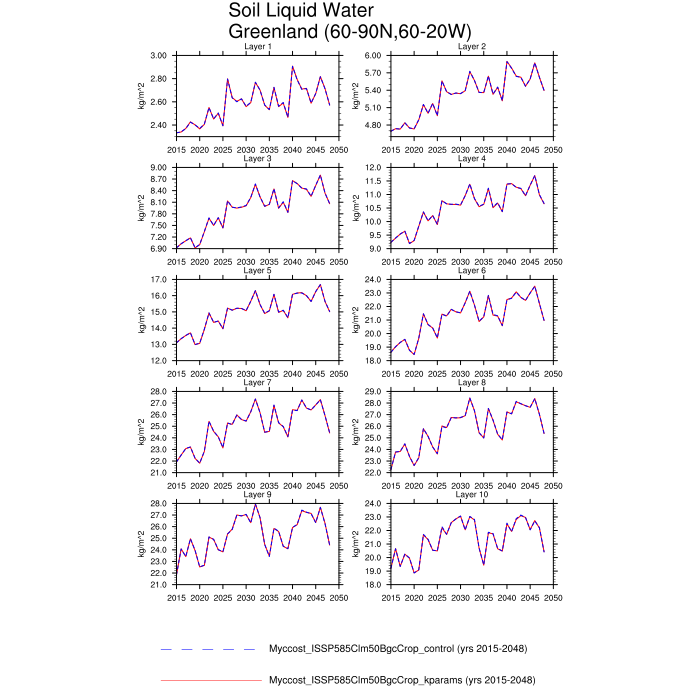 Soil Liquid Water
Greenland (60-90N,60-20W)
Layer 1
Layer 2
3.00
2.80
2.60
2.40
kg/m^2
2015 2020 2025 2030 2035 2040 2045 2050
6.00
5.70
5.40
5.10
4.80
kg/m^2
2015 2020 2025 2030 2035 2040 2045 2050
Layer 3
Layer 4
9.00
8.70
8.40
8.10
7.80
7.50
7.20
6.90
kg/m^2
2015 2020 2025 2030 2035 2040 2045 2050
12.0
11.5
11.0
10.5
10.0
9.5
9.0
kg/m^2
2015 2020 2025 2030 2035 2040 2045 2050
Layer 5
Layer 6
17.0
16.0
15.0
14.0
13.0
12.0
kg/m^2
2015 2020 2025 2030 2035 2040 2045 2050
24.0
23.0
22.0
21.0
20.0
19.0
18.0
kg/m^2
2015 2020 2025 2030 2035 2040 2045 2050
Layer 7
Layer 8
28.0
27.0
26.0
25.0
24.0
23.0
22.0
21.0
kg/m^2
2015 2020 2025 2030 2035 2040 2045 2050
29.0
28.0
27.0
26.0
25.0
24.0
23.0
22.0
kg/m^2
2015 2020 2025 2030 2035 2040 2045 2050
Layer 9
Layer 10
28.0
27.0
26.0
25.0
24.0
23.0
22.0
21.0
kg/m^2
2015 2020 2025 2030 2035 2040 2045 2050
24.0
23.0
22.0
21.0
20.0
19.0
18.0
kg/m^2
2015 2020 2025 2030 2035 2040 2045 2050
Myccost_ISSP585Clm50BgcCrop_control (yrs 2015-2048)
Myccost_ISSP585Clm50BgcCrop_kparams (yrs 2015-2048)